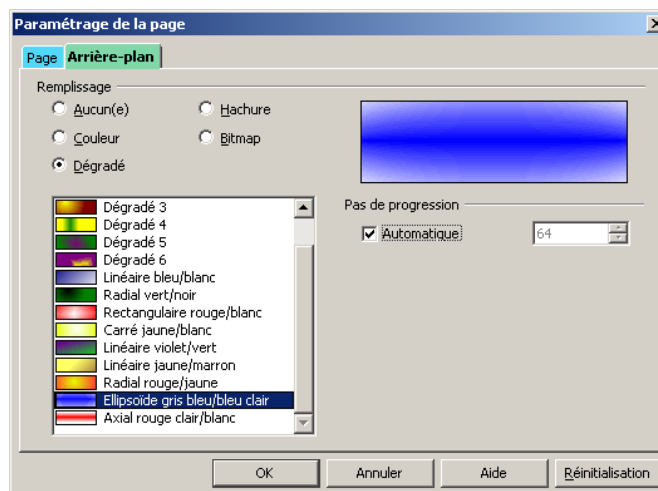 Paramétrage de la page
Page Arrière-plan
Remplissage
Aucun(e) Hachure
Couleur Bitmap
Dégradé
Pas de progression
Automatique 64
Dégradé 3
Dégradé 4
Dégradé 5
Dégradé 6
Linéaire bleu/blanc
Radial vert/noir
Rectangulaire rouge/blanc
Carré jaune/blanc
Linéaire violet/vert
Linéaire jaune/marron
Radial rouge/jaune
Ellipsoïde gris bleu/bleu clair
Axial rouge clair/blanc
OK Annuler Aide Réinitialisation